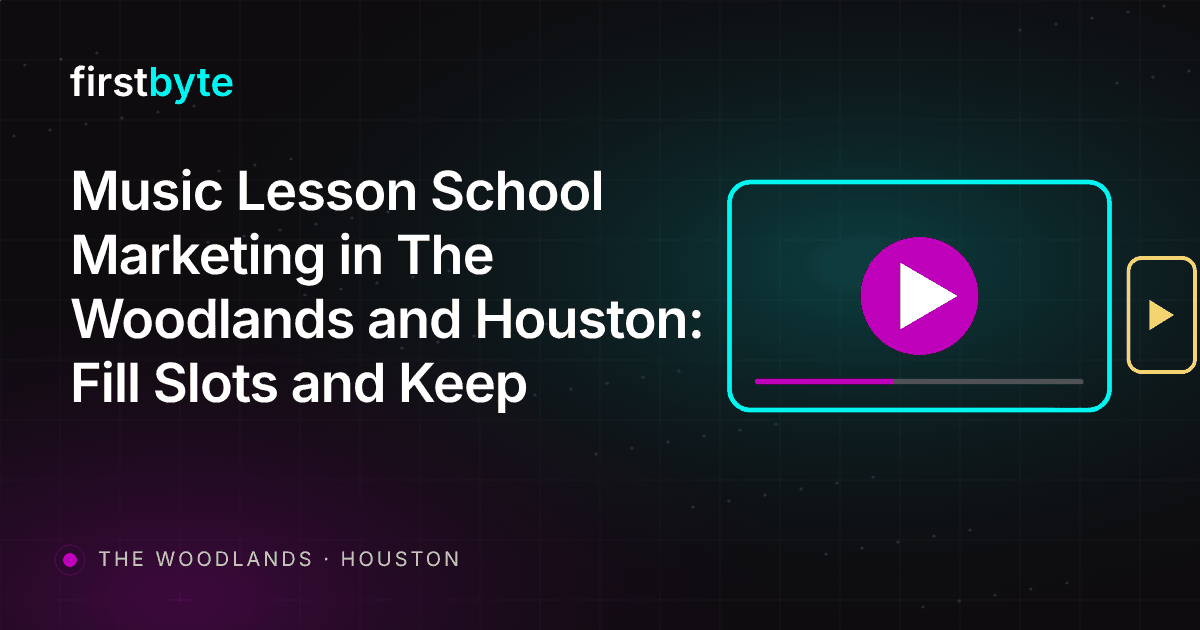 firstbyte
Music Lesson School
Marketing in The
Woodlands and Houston:
Fill Slots and Keep
THE WOODLANDS · HOUSTON